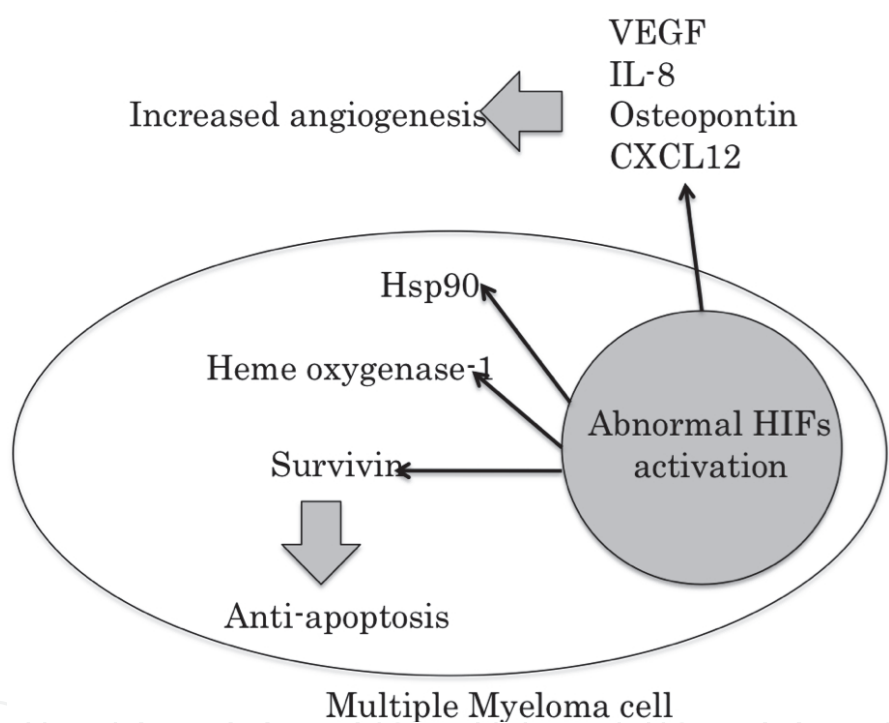 VEGF
IL-8
Osteopontin
CXCL12
Increased angiogenesis
Hsp90
Heme oxygenase-1
Survivin
Abnormal HIFs
activation
Anti-apoptosis
Multiple Myeloma cell